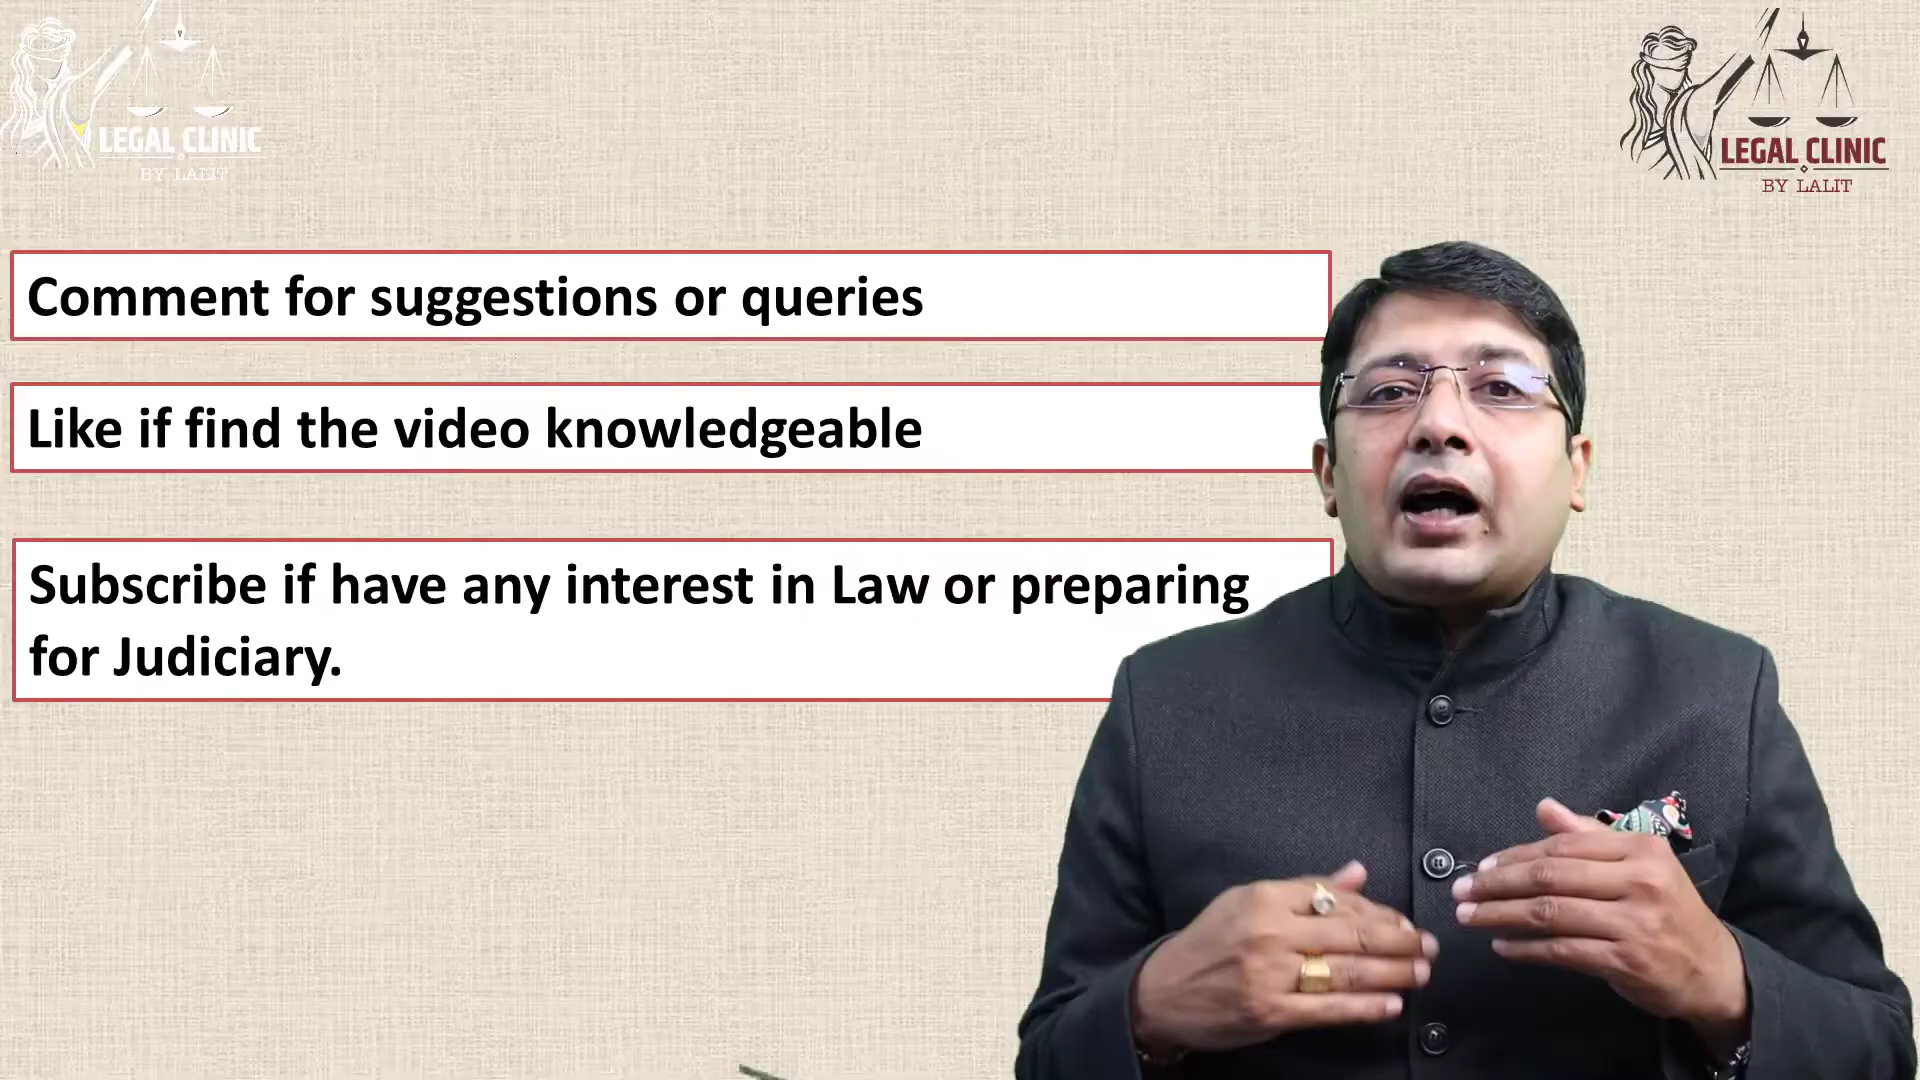 LEGAL CLINIC
BY LALIT
LEGAL CLINIC
BY LALIT
Comment for suggestions or queries
Like if find the video knowledgeable
Subscribe if have any interest in Law or preparing
for Judiciary.